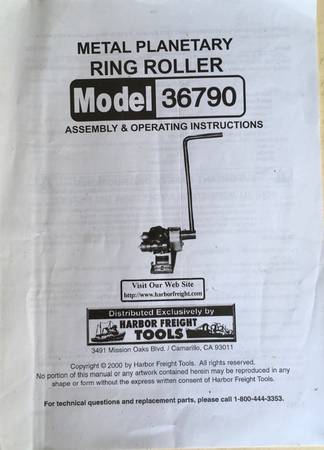 METAL PLANETARY
RING ROLLER
Model 36790
ASSEMBLY & OPERATING INSTRUCTIONS
Visit Our Web Site
http://www.harborfreight.com
Distributed Exclusively by
HARBOR FREIGHT
TOOLS
3491 Mission Oaks Blvd. / Camarillo, CA 93011
Copyright © 2000 by Harbor Freight Tools. All rights reserved.
No portion of this manual or any artwork contained herein may be reproduced in any
shape or form without the express written consent of Harbor Freight Tools.
For technical questions and replacement parts, please call 1-800-444-3353.